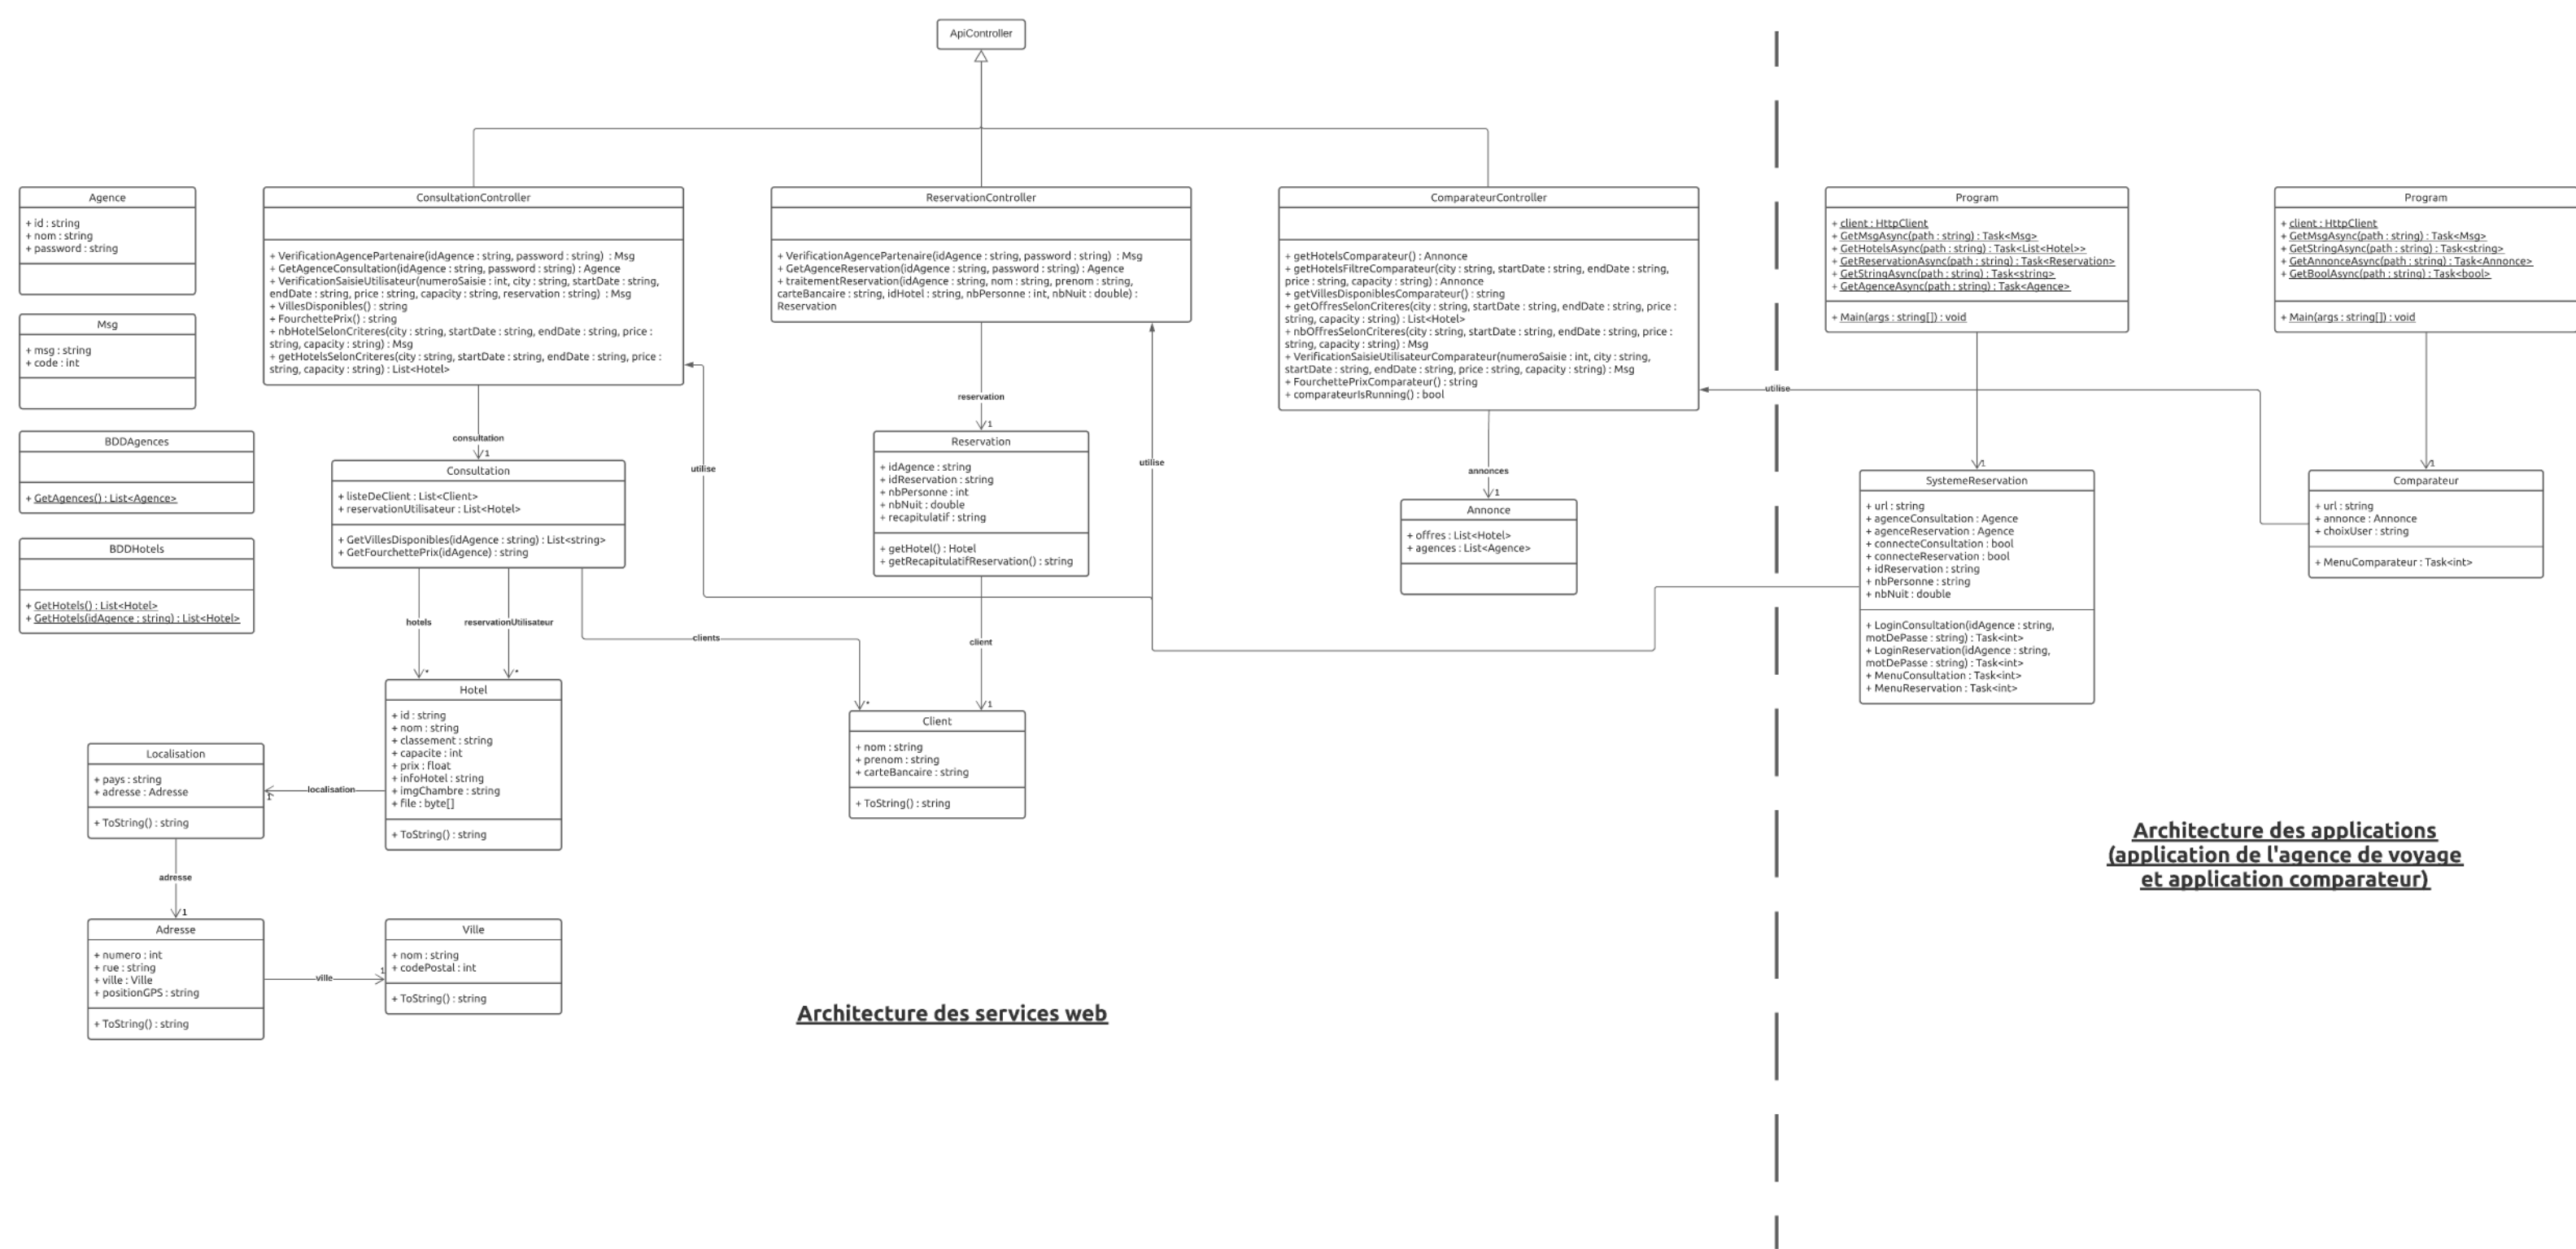 ApiController
Agence
+ id : string
+ nom : string
+ password : string
Msg
+ msg : string
+ code : int
BDDAgences
+ GetAgences() : List<Agence>
BDDHotels
+ GetHotels() : List<Hotel>
+ GetHotels(idAgence : string) : List<Hotel>
ConsultationController
+ VerificationAgencePartenaire(idAgence : string, password : string)  : Msg
+ GetAgenceConsultation(idAgence : string, password : string) : Agence
+ VerificationSaisieUtilisateur(numeroSaisie : int, city : string, startDate : string,
endDate : string, price : string, capacity : string, reservation : string)  : Msg
+ VillesDisponibles() : string
+ FourchettePrix() : string
+ nbHotelSelonCriteres(city : string, startDate : string, endDate : string, price :
string, capacity : string) : Msg
+ getHotelsSelonCriteres(city : string, startDate : string, endDate : string, price :
string, capacity : string) : List<Hotel>
ReservationController
+ VerificationAgencePartenaire(idAgence : string, password : string)  : Msg
+ GetAgenceReservation(idAgence : string, password : string) : Agence
+ traitementReservation(idAgence : string, nom : string, prenom : string,
carteBancaire : string, idHotel : string, nbPersonne : int, nbNuit : double) :
Reservation
ComparateurController
+ getHotelsComparateur() : Annonce
+ getHotelsFiltreComparateur(city : string, startDate : string, endDate : string,
price : string, capacity : string) : Annonce
+ getVillesDisponiblesComparateur() : string
+ getOffresSelonCriteres(city : string, startDate : string, endDate : string, price :
string, capacity : string) : List<Hotel>
+ nbOffresSelonCriteres(city : string, startDate : string, endDate : string, price :
string, capacity : string) : Msg
+ VerificationSaisieUtilisateurComparateur(numeroSaisie : int, city : string,
startDate : string, endDate : string, price : string, capacity : string) : Msg
+ FourchettePrixComparateur() : string
+ comparateurIsRunning() : bool
Program
+ client : HttpClient
+ GetMsgAsync(path : string) : Task<Msg>
+ GetHotelsAsync(path : string) : Task<List<Hotel>>
+ GetReservationAsync(path : string) : Task<Reservation>
+ GetStringAsync(path : string) : Task<string>
+ GetAgenceAsync(path : string) : Task<Agence>
+ Main(args : string[]) : void
Program
+ client : HttpClient
+ GetMsgAsync(path : string) : Task<Msg>
+ GetStringAsync(path : string) : Task<string>
+ GetAnnonceAsync(path : string) : Task<Annonce>
+ GetBoolAsync(path : string) : Task<bool>
+ Main(args : string[]) : void
consultation
1
utilise
reservation
1
utilise
annonces
1
utilise
1
1
Consultation
+ listeDeClient : List<Client>
+ reservationUtilisateur : List<Hotel>
+ GetVillesDisponibles(idAgence : string) : List<string>
+ GetFourchettePrix(idAgence) : string
Reservation
+ idAgence : string
+ idReservation : string
+ nbPersonne : int
+ nbNuit : double
+ recapitulatif : string
+ getHotel() : Hotel
+ getRecapitulatifReservation() : string
Annonce
+ offres : List<Hotel>
+ agences : List<Agence>
SystemeReservation
+ url : string
+ agenceConsultation : Agence
+ agenceReservation : Agence
+ connecteConsultation : bool
+ connecteReservation : bool
+ idReservation : string
+ nbPersonne : string
+ nbNuit : double
+ LoginConsultation(idAgence : string,
motDePasse : string) : Task<int>
+ LoginReservation(idAgence : string,
motDePasse : string) : Task<int>
+ MenuConsultation : Task<int>
+ MenuReservation : Task<int>
Comparateur
+ url : string
+ annonce : Annonce
+ choixUser : string
+ MenuComparateur : Task<int>
hotels
*
reservationUtilisateur
*
clients
*
client
1
Hotel
+ id : string
+ nom : string
+ classement : string
+ capacite : int
+ prix : float
+ infoHotel : string
+ imgChambre : string
+ file : byte[]
+ ToString() : string
Client
+ nom : string
+ prenom : string
+ carteBancaire : string
+ ToString() : string
localisation
1
Localisation
+ pays : string
+ adresse : Adresse
+ ToString() : string
adresse
1
Adresse
+ numero : int
+ rue : string
+ ville : Ville
+ positionGPS : string
+ ToString() : string
ville
1
Ville
+ nom : string
+ codePostal : int
+ ToString() : string
Architecture des services web
Architecture des applications
(application de l'agence de voyage
et application comparateur)